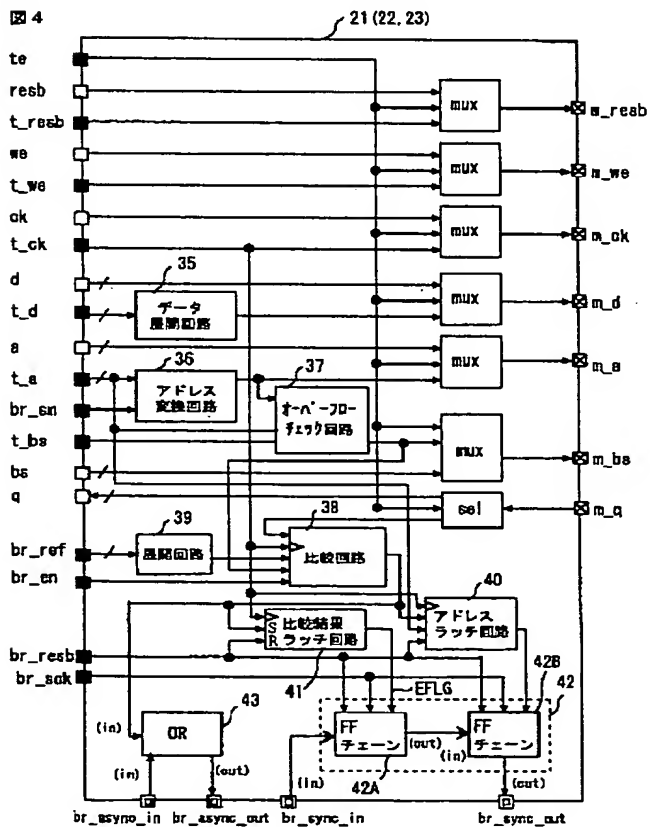 図4
21(22, 23)
te
resb
mux
m_resb
t_resb
we
mux
m_we
t_we
ck
mux
m_ck
t_ck
d
35
t_d
データ
展開回路
mux
m_d
a
36
t_a
アドレス
変換回路
37
mux
m_a
br_sn
オーバーフロー
チェック回路
t_bs
mux
m_bs
bs
q
sel
m_q
38
39
br_ref
展開回路
比較回路
br_en
40
アドレス
ラッチ回路
S
R
比較結果
ラッチ回路
br_resb
41
42B
42
br_sck
EFLG
43
(in)
OR
FF
チェーン
(out)
(in)
FF
チェーン
(in)
(out)
(in)
42A
(out)
br_async_in
br_async_out
br_sync_in
br_sync_out